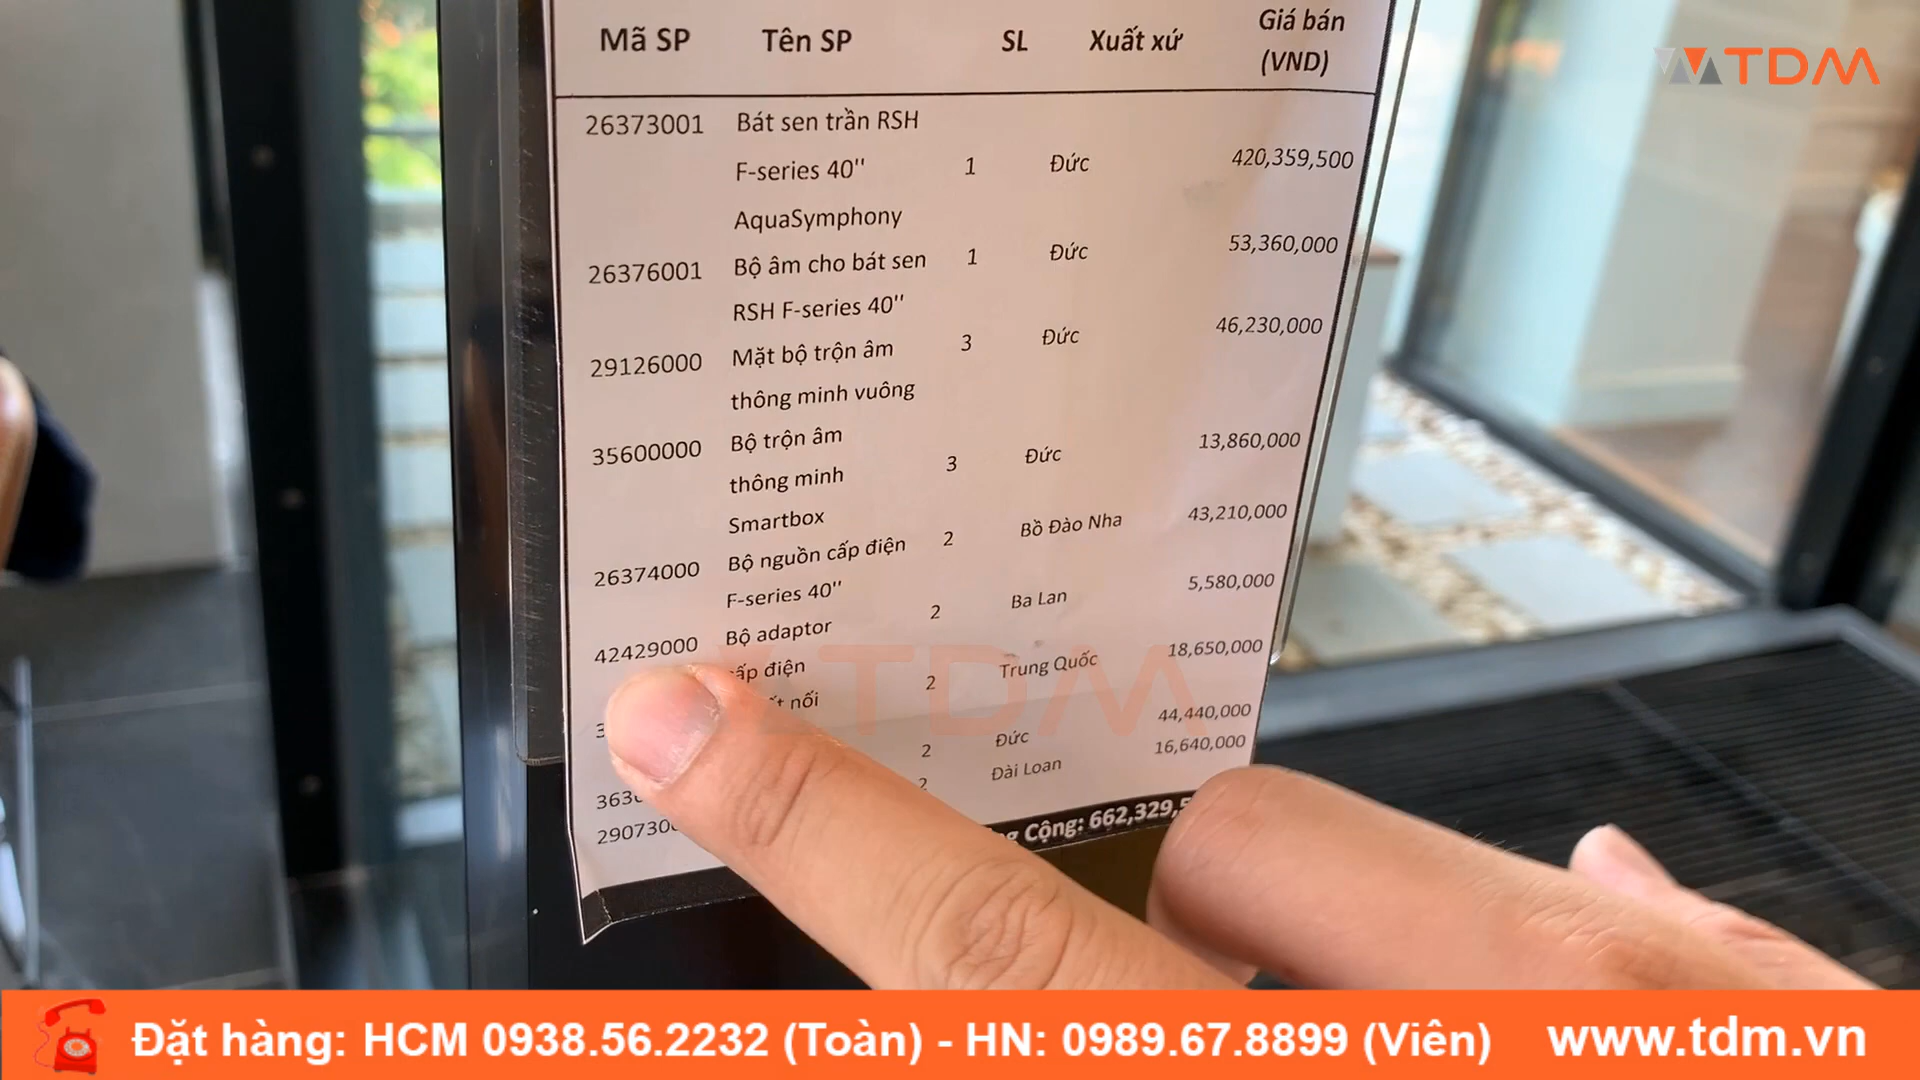 TDM
Mã SP Tên SP SL Xuất xứ Giá bán
(VND)
26373001 Bát sen trần RSH
F-series 40'' 1 Đức 420,359,500
AquaSymphony
26376001 Bộ âm cho bát sen 1 Đức 53,360,000
RSH F-series 40''
29126000 Mặt bộ trộn âm 3 Đức 46,230,000
thông minh vuông
35600000 Bộ trộn âm
thông minh 3 Đức 13,860,000
Smartbox
26374000 Bộ nguồn cấp điện 2 Bồ Đào Nha 43,210,000
F-series 40''
42429000 Bộ adaptor 2 Ba Lan 5,580,000
cấp điện
nối 2 Trung Quốc 18,650,000
2 Đức 44,440,000
2 Đài Loan 16,640,000
Cộng: 662,329,
TDM
Đặt hàng: HCM 0938.56.2232 (Toàn) - HN: 0989.67.8899 (Viên) www.tdm.vn